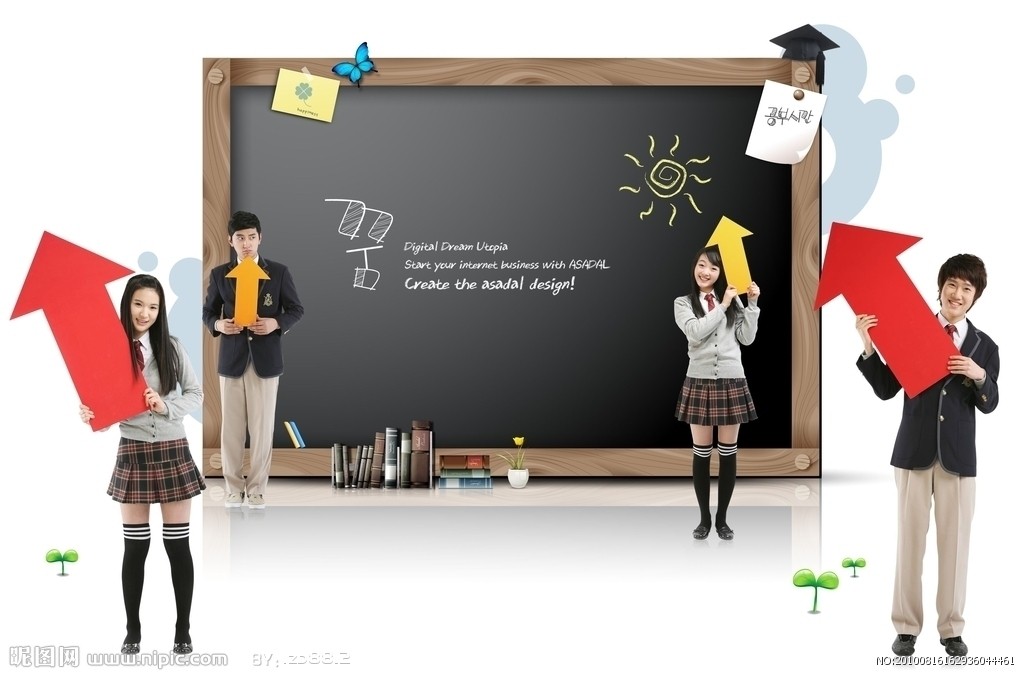 happiness
공부시간
꿈
Digital Dream Utopia
Start your internet business with ASADAL
Create the asadal design!
昵图网 www.nipic.com BY:z388.2
NO:20100816162936044461